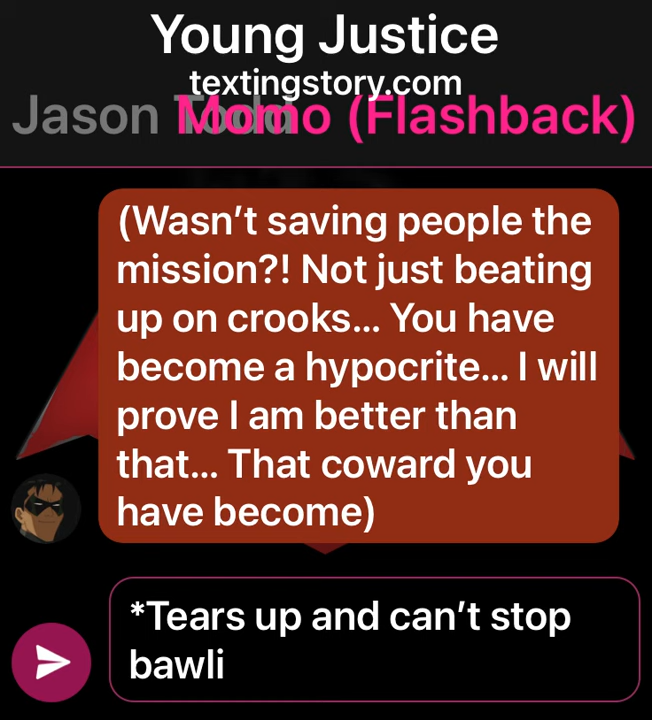 Young Justice
textingstory.com
Jason Todd Momo (Flashback)
(Wasn’t saving people the
mission?! Not just beating
up on crooks... You have
become a hypocrite... I will
prove I am better than
that... That coward you
have become)
*Tears up and can’t stop
bawli